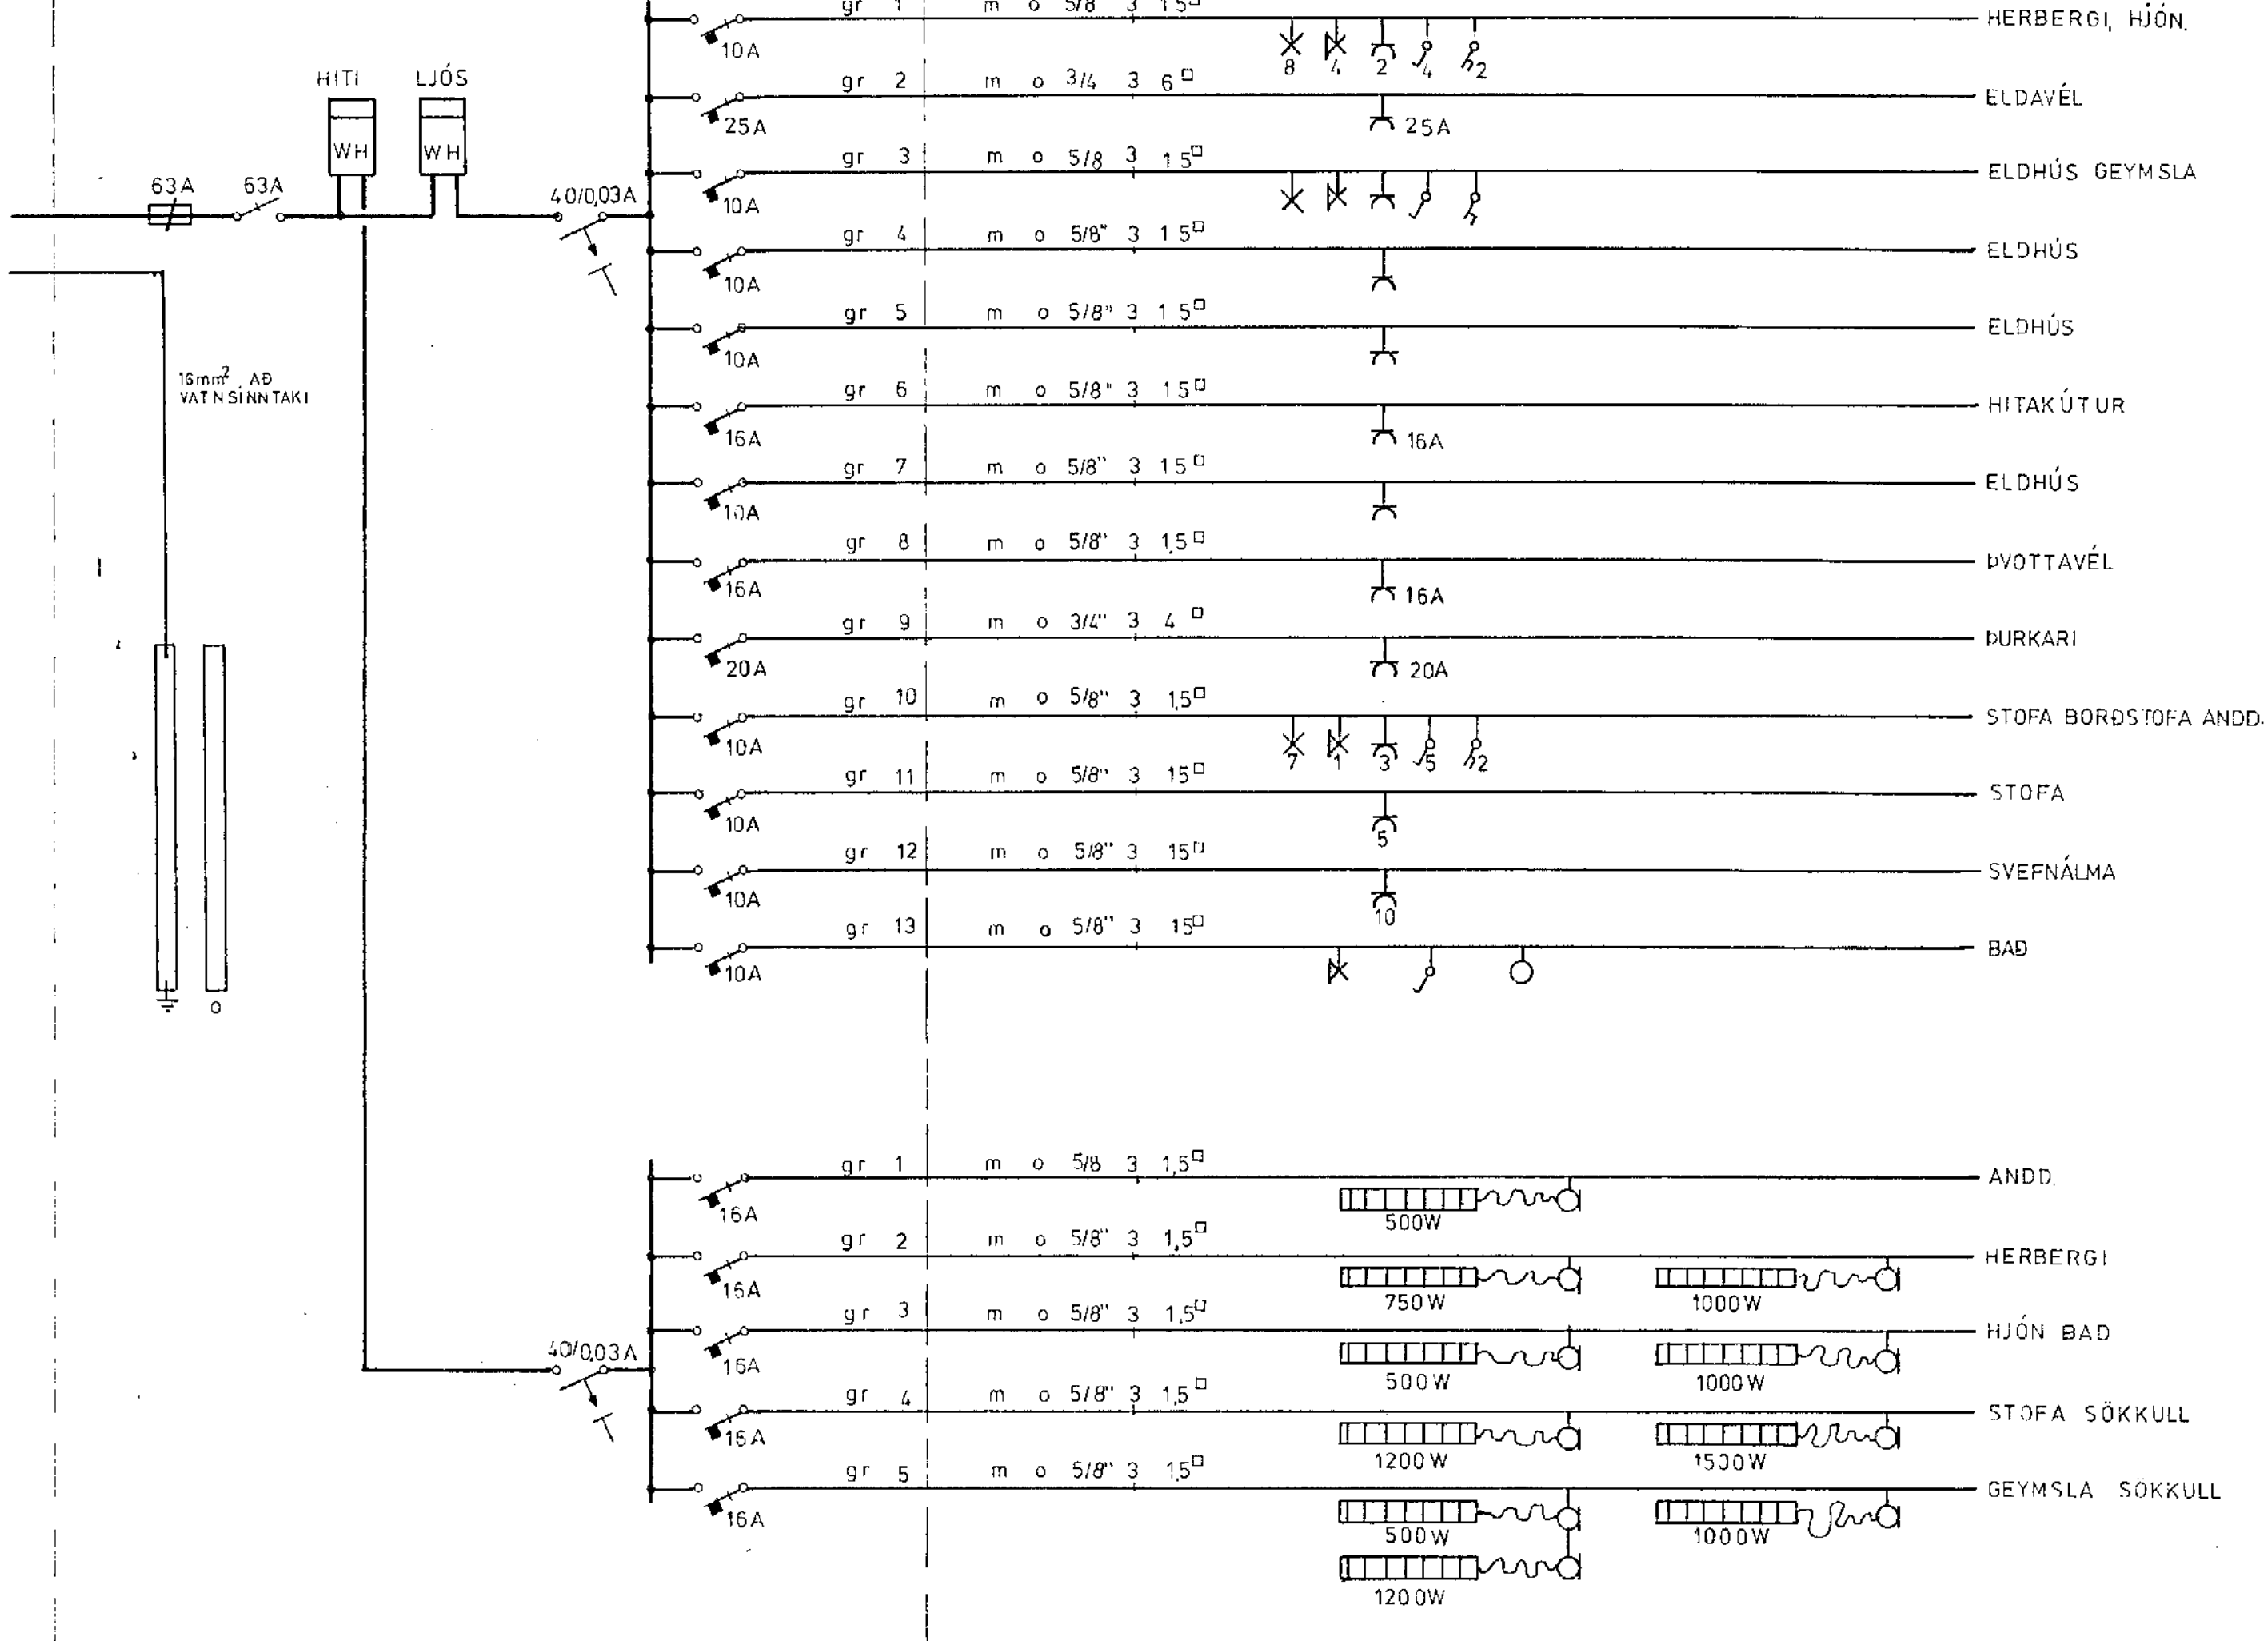 gr 1 m o 5/8 3 1 5□ HERBERGI, HJÓN.
10A 8 4 2 4 2
HITI LJÓS
WH WH
gr 2 m o 3/4 3 6□ ELDAVÉL
25A 25A
63A 63A 40/0,03A
gr 3 m o 5/8 3 1 5□ ELDHÚS GEYMSLA
10A
gr 4 m o 5/8" 3 1 5□ ELDHÚS
10A
gr 5 m o 5/8" 3 1 5□ ELDHÚS
10A
16mm² AÐ
VATNSINNTAKI
gr 6 m o 5/8" 3 1 5□ HITAKÚTUR
16A 16A
gr 7 m o 5/8" 3 1 5□ ELDHÚS
10A
gr 8 m o 5/8" 3 1,5□ ÞVOTTAVÉL
16A 16A
gr 9 m o 3/4" 3 4□ ÞURKARI
20A 20A
gr 10 m o 5/8" 3 1,5□ STOFA BORÐSTOFA ANDD.
10A 7 1 3 5 2
gr 11 m o 5/8" 3 15□ STOFA
10A 5
gr 12 m o 5/8" 3 15□ SVEFNÁLMA
10A 10
gr 13 m o 5/8" 3 15□ BAÐ
10A
0
gr 1 m o 5/8 3 1,5□ ANDD.
16A 500W
gr 2 m o 5/8" 3 1,5□ HERBERGI
16A 750W 1000W
gr 3 m o 5/8" 3 1,5□ HJÓN BAÐ
40/0,03A
16A 500W 1000W
gr 4 m o 5/8" 3 1,5□ STOFA SÖKKULL
16A 1200W 1500W
gr 5 m o 5/8" 3 1,5□ GEYMSLA SÖKKULL
16A 500W 1000W
1200W